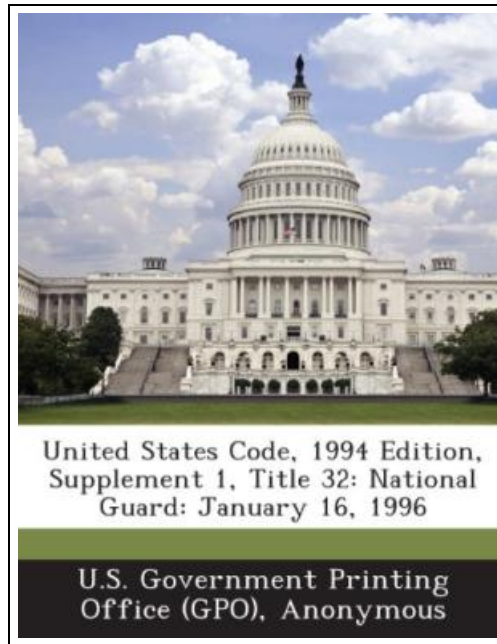 United States Code, 1994 Edition,
Supplement 1, Title 32: National
Guard: January 16, 1996
U.S. Government Printing
Office (GPO), Anonymous